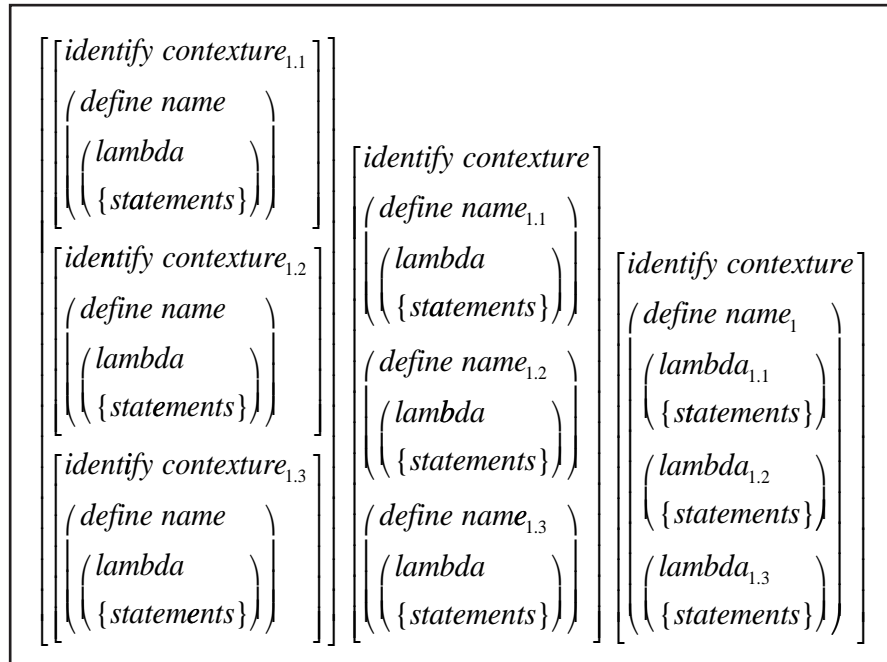 identify contexture1.1
define name
lambda
{statements}
identify contexture1.2
define name
lambda
{statements}
identify contexture1.3
define name
lambda
{statements}
identify contexture
define name1.1
lambda
{statements}
define name1.2
lambda
{statements}
define name1.3
lambda
{statements}
identify contexture
define name1
lambda1.1
{statements}
lambda1.2
{statements}
lambda1.3
{statements}